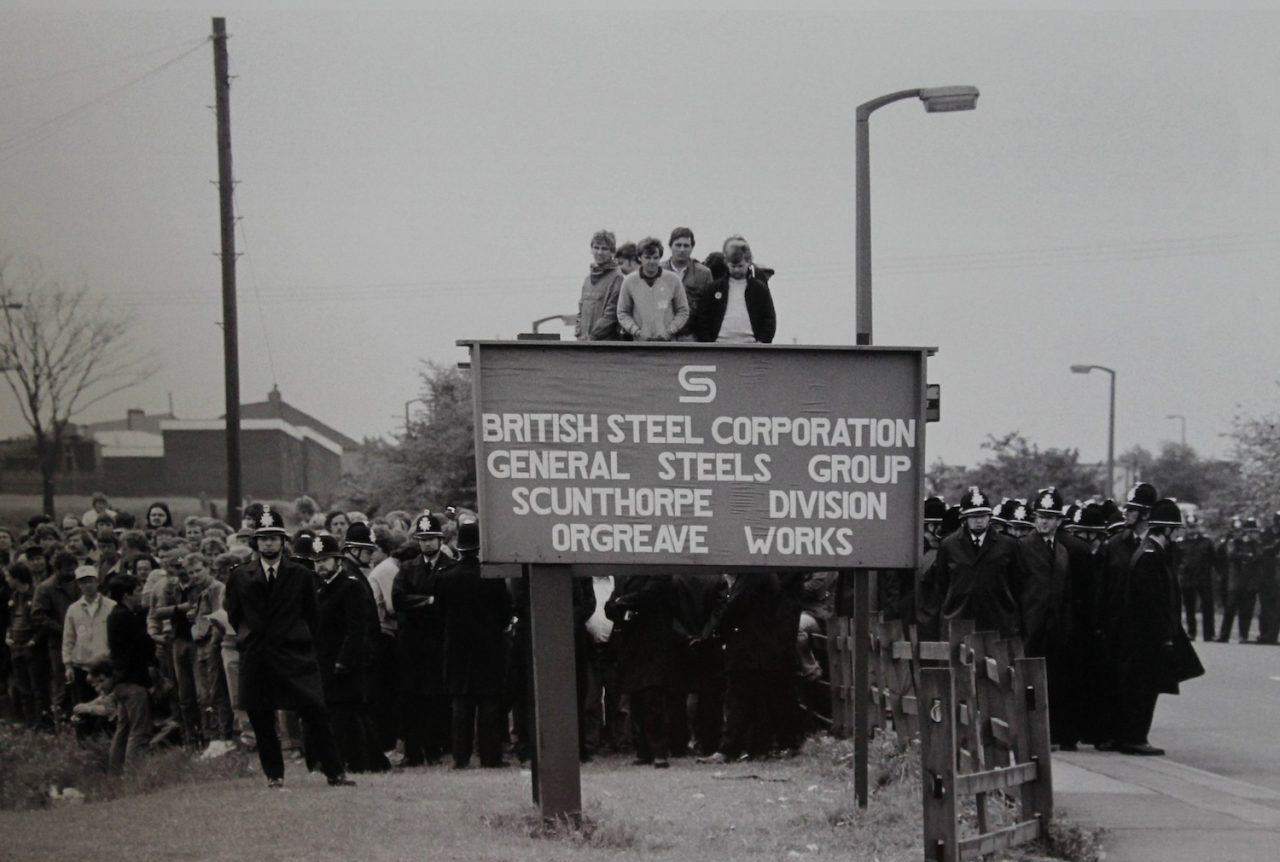 BRITISH STEEL CORPORATION
GENERAL STEELS GROUP
SCUNTHORPE DIVISION
ORGREAVE WORKS